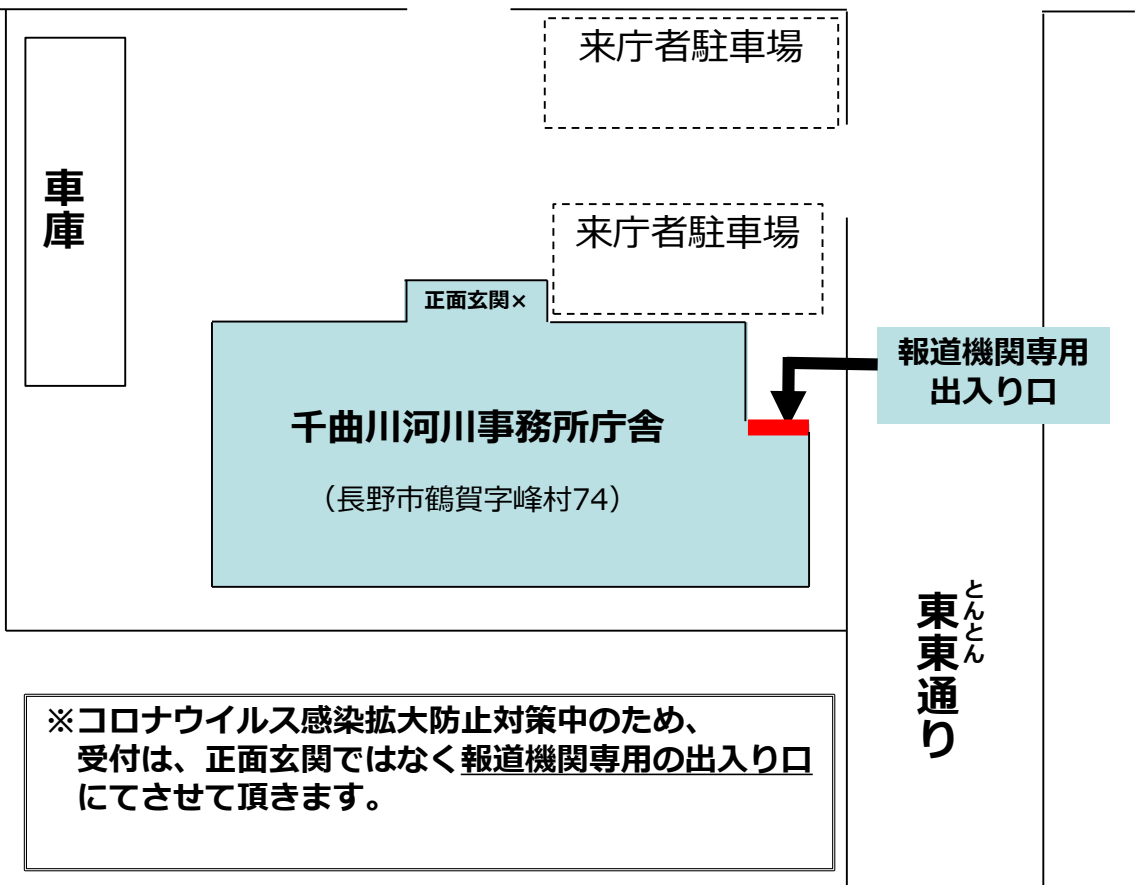 来庁者駐車場
車庫
来庁者駐車場
正面玄関×
報道機関専用
出入り口
千曲川河川事務所庁舎
（長野市鶴賀字峰村74）
とんとん
東東通り
※コロナウイルス感染拡大防止対策中のため、
受付は、正面玄関ではなく報道機関専用の出入り口
にてさせて頂きます。